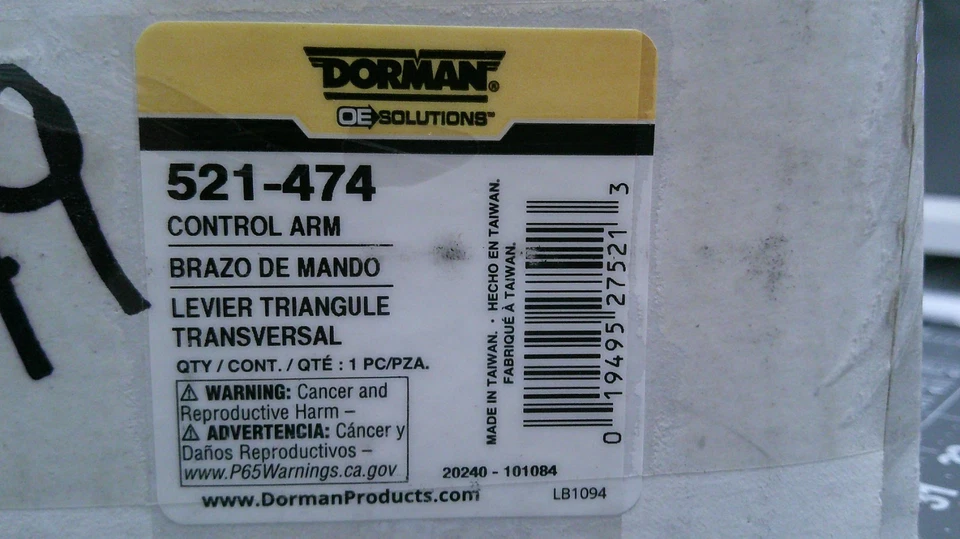 DORMAN®
OE SOLUTIONS™
521-474
CONTROL ARM
BRAZO DE MANDO
LEVIER TRIANGULE
TRANSVERSAL
QTY / CONT. / QTÉ : 1 PC/PZA.
⚠ WARNING: Cancer and
Reproductive Harm –
⚠ ADVERTENCIA: Cáncer y
Daños Reproductivos –
www.P65Warnings.ca.gov
www.DormanProducts.com
MADE IN TAIWAN. · HECHO EN TAIWAN.
FABRIQUÉ À TAIWAN.
0 19495 27521 3
20240 - 101084
LB1094